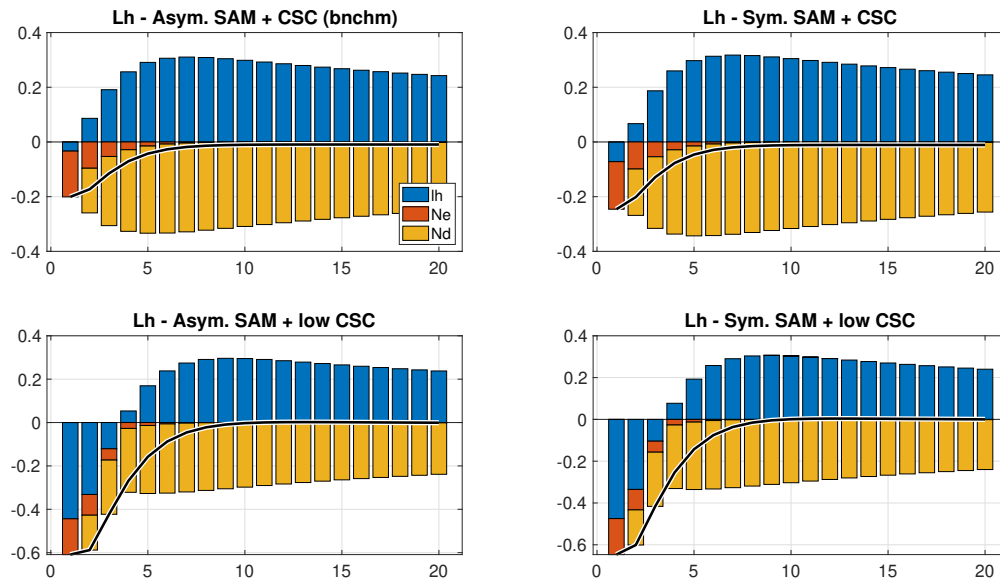 Lh - Asym. SAM + CSC (bnchm)
0.4
0.2
0
-0.2
-0.4
0 5 10 15 20
lh
Ne
Nd
Lh - Sym. SAM + CSC
0.4
0.2
0
-0.2
-0.4
0 5 10 15 20
Lh - Asym. SAM + low CSC
0.4
0.2
0
-0.2
-0.4
-0.6
0 5 10 15 20
Lh - Sym. SAM + low CSC
0.4
0.2
0
-0.2
-0.4
-0.6
0 5 10 15 20